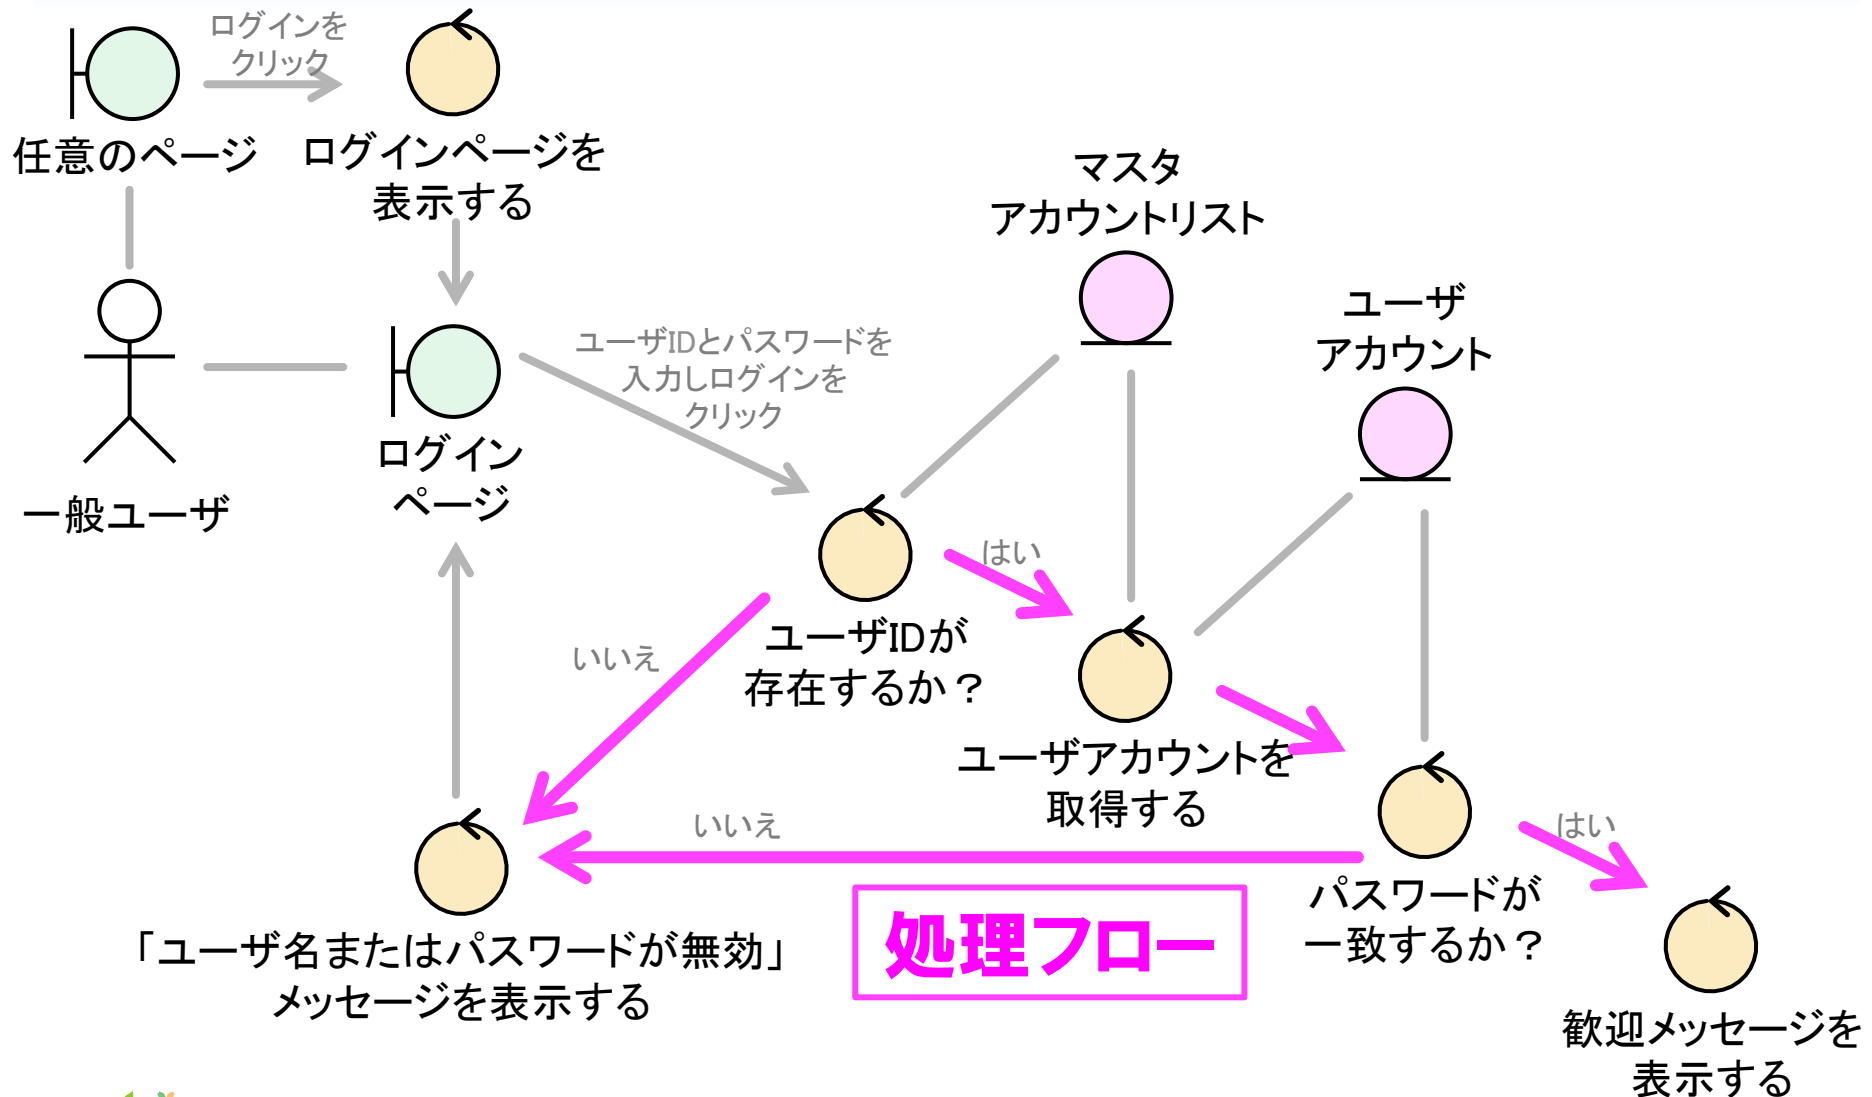 ログインを
クリック
任意のページ
ログインページを
表示する
マスタ
アカウントリスト
ユーザ
アカウント
ユーザIDとパスワードを
入力しログインを
クリック
ログイン
ページ
一般ユーザ
はい
ユーザIDが
存在するか？
いいえ
ユーザアカウントを
取得する
いいえ
はい
パスワードが
一致するか？
処理フロー
「ユーザ名またはパスワードが無効」
メッセージを表示する
歓迎メッセージを
表示する